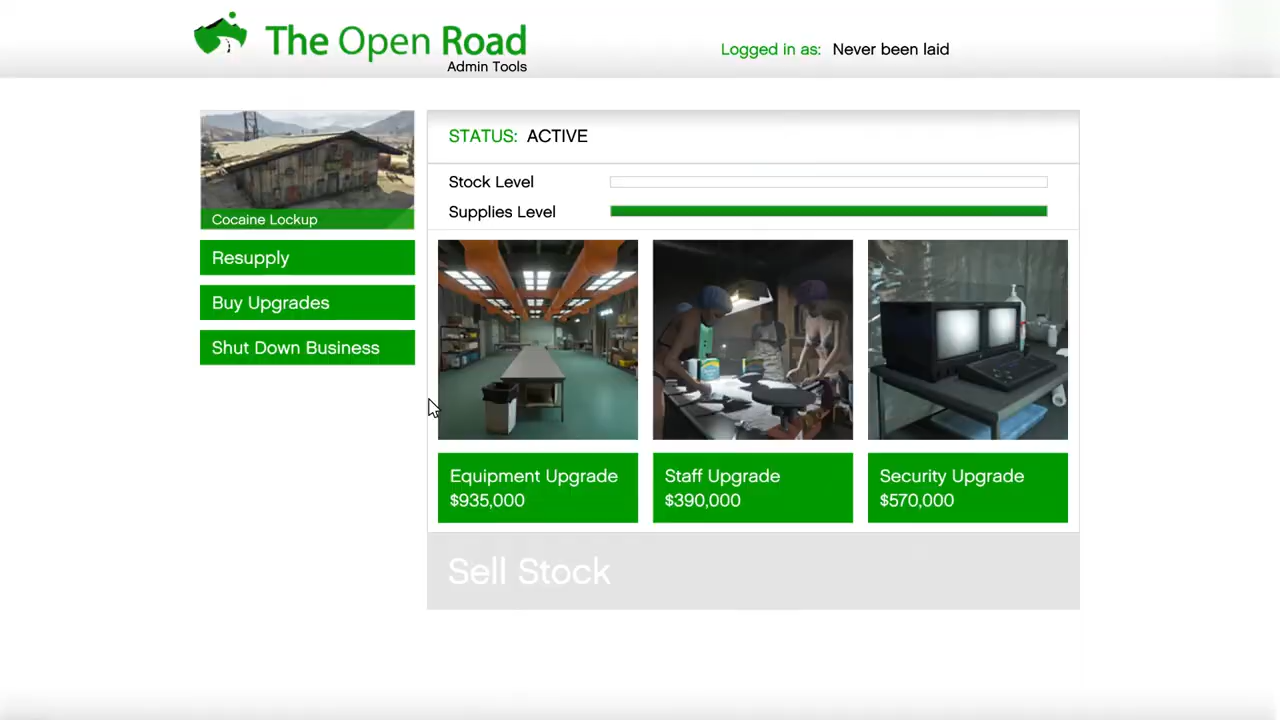 The Open Road
Admin Tools
Logged in as: Never been laid
Cocaine Lockup
Resupply
Buy Upgrades
Shut Down Business
STATUS: ACTIVE
Stock Level
Supplies Level
Equipment Upgrade
$935,000
Staff Upgrade
$390,000
Security Upgrade
$570,000
Sell Stock